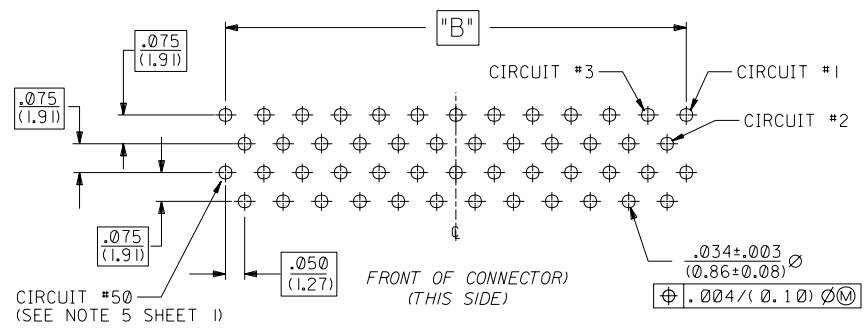 "B"
.075
(1.91)
CIRCUIT #3
CIRCUIT #1
.075
(1.91)
CIRCUIT #2
.075
(1.91)
.050
(1.27)
FRONT OF CONNECTOR)
(THIS SIDE)
℄
.034±.003
(0.86±0.08) Ø
⌖ .004/(0.10) Ø Ⓜ
CIRCUIT #50
(SEE NOTE 5 SHEET 1)